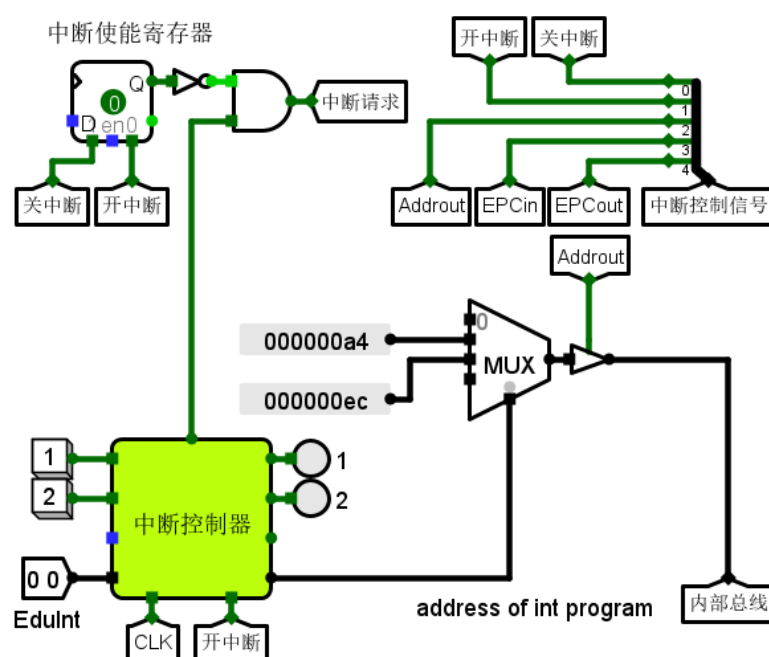 中断使能寄存器
Q
0
D
1 en0
中断请求
关中断
开中断
开中断
关中断
0
1
2
3
4
Addrout
EPCin
EPCout
中断控制信号
Addrout
000000a4
000000ec
0
MUX
1
2
中断控制器
1
2
0 0
EduInt
CLK
开中断
address of int program
内部总线